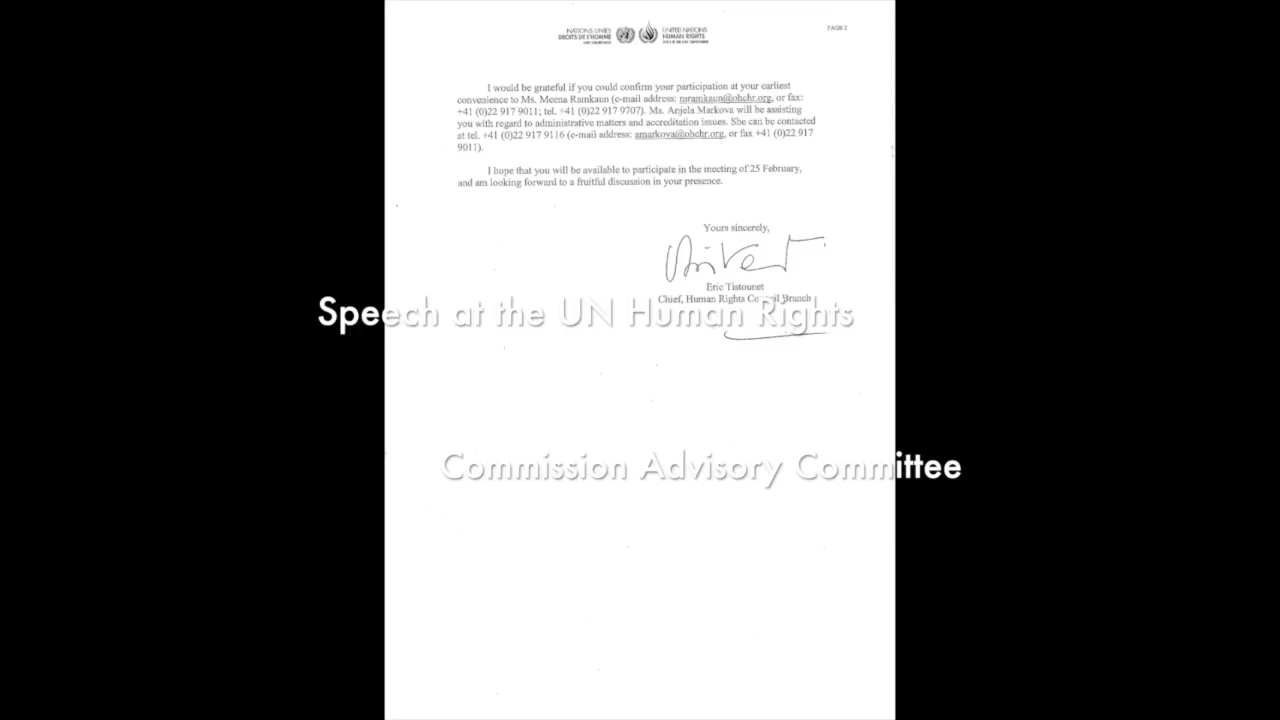 NATIONS UNIES
DROITS DE L'HOMME
UNITED NATIONS
HUMAN RIGHTS
PAGE 2
I would be grateful if you could confirm your participation at your earliest
convenience to Ms. Meena Ramkaun (e-mail address: mramkaun@ohchr.org, or fax:
+41 (0)22 917 9011; tel. +41 (0)22 917 9707). Ms. Anjela Markova will be assisting
you with regard to administrative matters and accreditation issues. She can be contacted
at tel. +41 (0)22 917 9116 (e-mail address: amarkova@ohchr.org, or fax +41 (0)22 917
9011).
I hope that you will be available to participate in the meeting of 25 February,
and am looking forward to a fruitful discussion in your presence.
Yours sincerely,
Eric Tistounet
Chief, Human Rights Council Branch
Speech at the UN Human Rights
Commission Advisory Committee